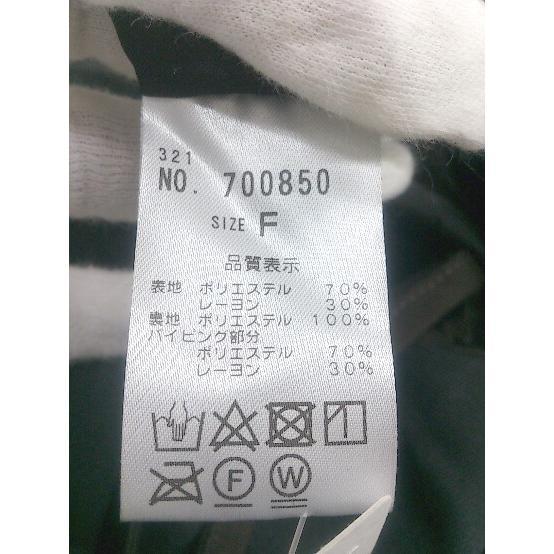 321
NO. 700850
SIZE F
品質表示
表地 ポリエステル 70%
レーヨン 30%
裏地 ポリエステル 100%
パイピング部分
ポリエステル 70%
レーヨン 30%
F W